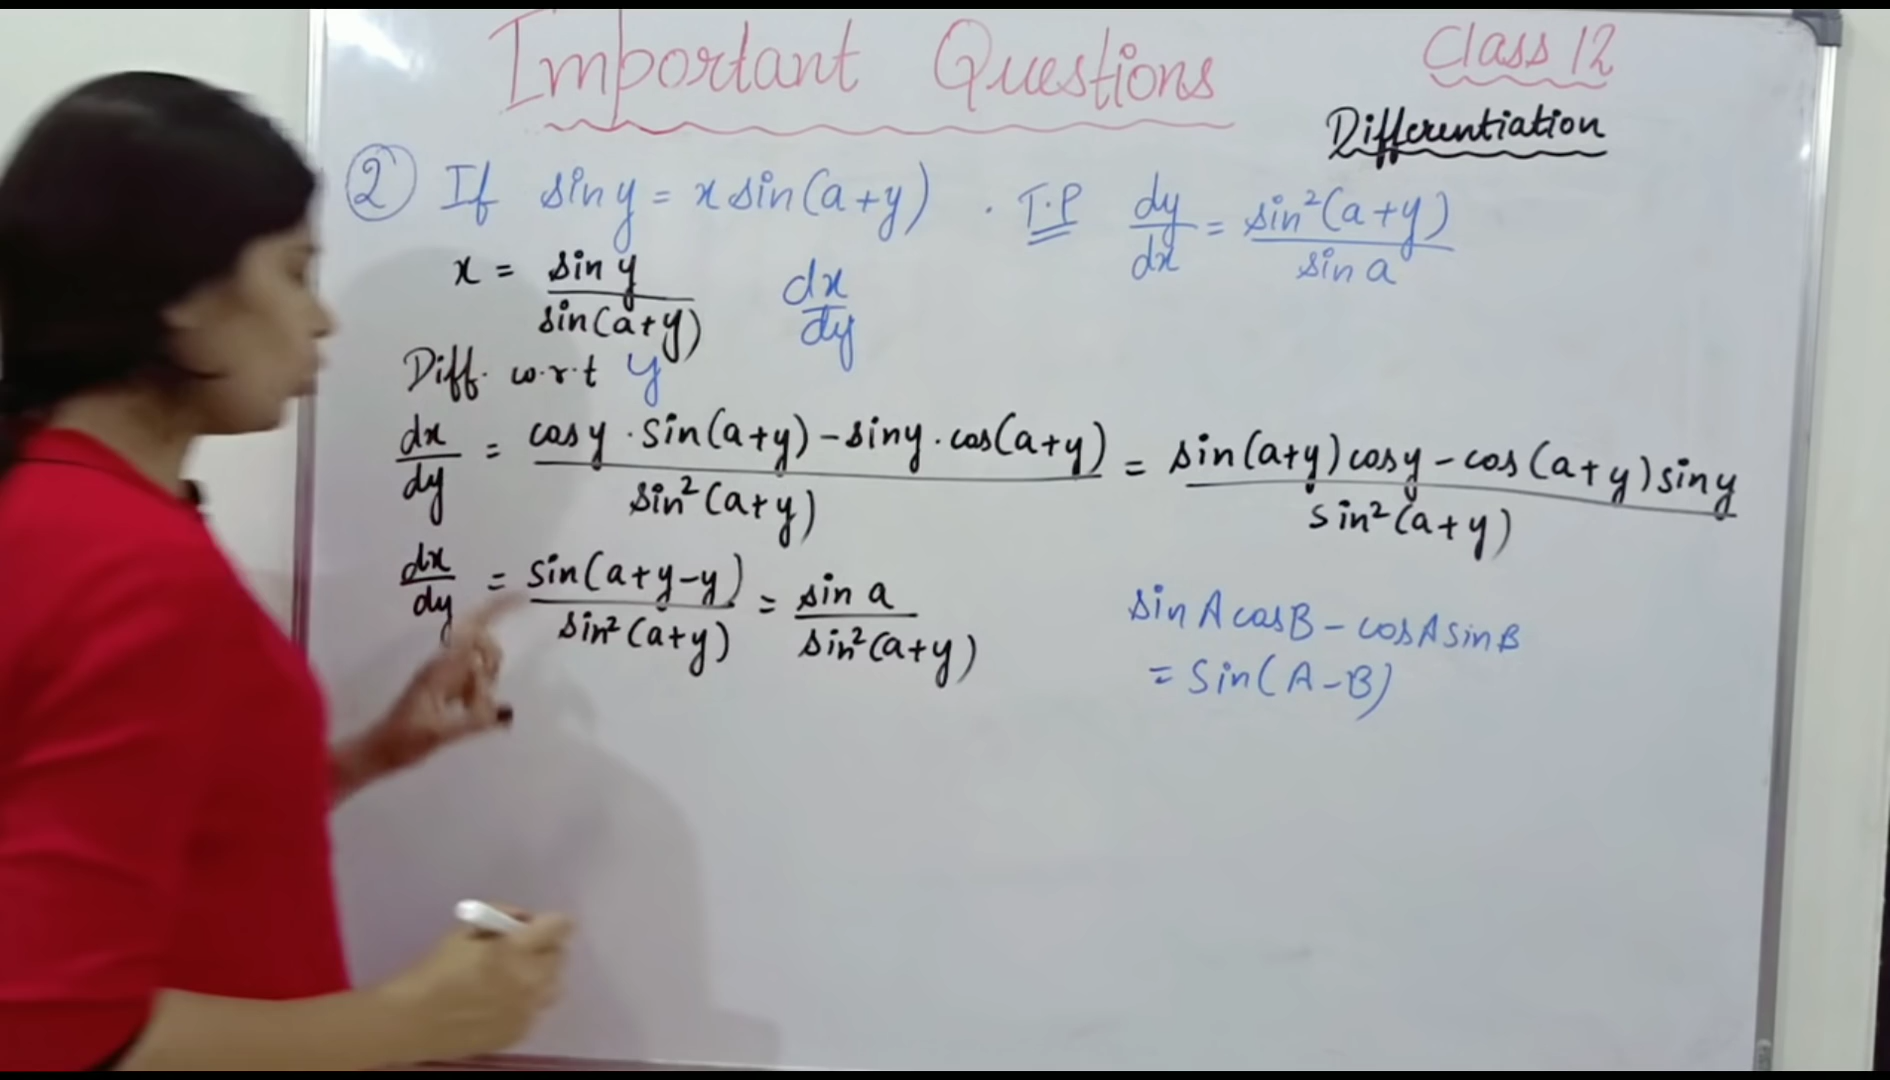 Important Questions
Class 12
Differentiation
② If sin y = x sin(a+y) . T.P dy/dx = sin²(a+y)/sin a
x = sin y/sin(a+y) dx/dy
Diff. w.r.t y
dx/dy = cos y · sin(a+y) - sin y · cos(a+y)/sin²(a+y) = sin(a+y) cos y - cos(a+y) sin y/sin²(a+y)
dx/dy = sin(a+y-y)/sin²(a+y) = sin a/sin²(a+y)
sin A cos B - cos A sin B
= Sin(A-B)